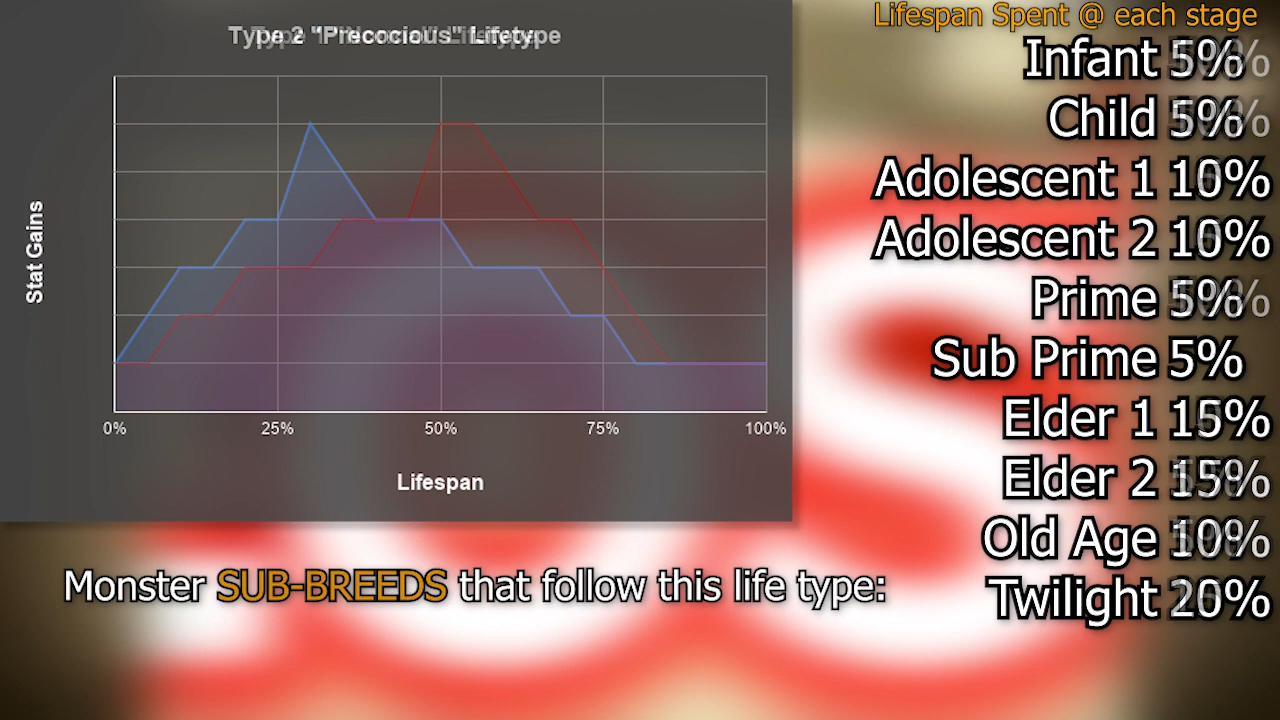 Type 2 "Precocious" Lifetype
Stat Gains
0% 25% 50% 75% 100%
Lifespan
Lifespan Spent @ each stage
Infant 5%
Child 5%
Adolescent 1 10%
Adolescent 2 10%
Prime 5%
Sub Prime 5%
Elder 1 15%
Elder 2 15%
Old Age 10%
Twilight 20%
Monster SUB-BREEDS that follow this life type: